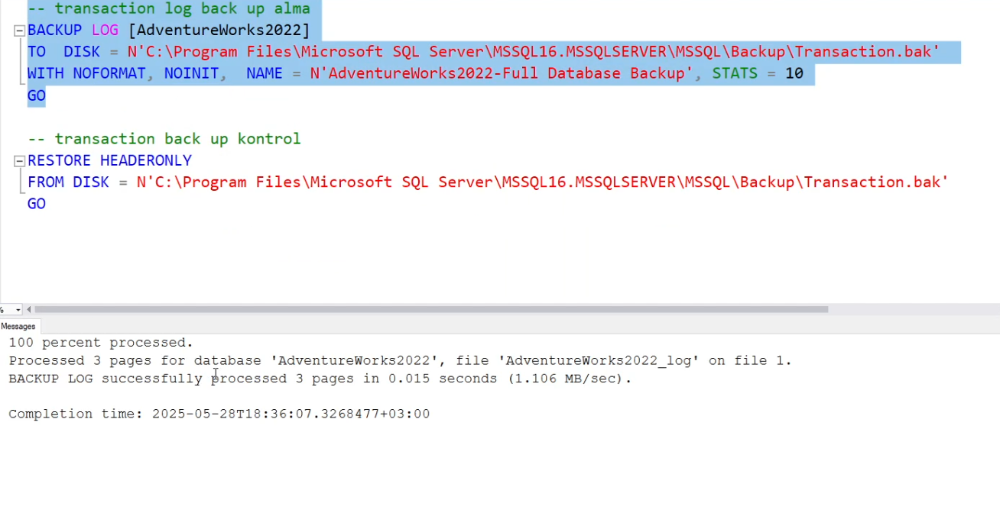 -- transaction log back up alma
BACKUP LOG [AdventureWorks2022]
TO  DISK = N'C:\Program Files\Microsoft SQL Server\MSSQL16.MSSQLSERVER\MSSQL\Backup\Transaction.bak'
WITH NOFORMAT, NOINIT,  NAME = N'AdventureWorks2022-Full Database Backup', STATS = 10
GO
-- transaction back up kontrol
RESTORE HEADERONLY
FROM DISK = N'C:\Program Files\Microsoft SQL Server\MSSQL16.MSSQLSERVER\MSSQL\Backup\Transaction.bak'
GO
%
Messages
100 percent processed.
Processed 3 pages for database 'AdventureWorks2022', file 'AdventureWorks2022_log' on file 1.
BACKUP LOG successfully processed 3 pages in 0.015 seconds (1.106 MB/sec).
Completion time: 2025-05-28T18:36:07.3268477+03:00